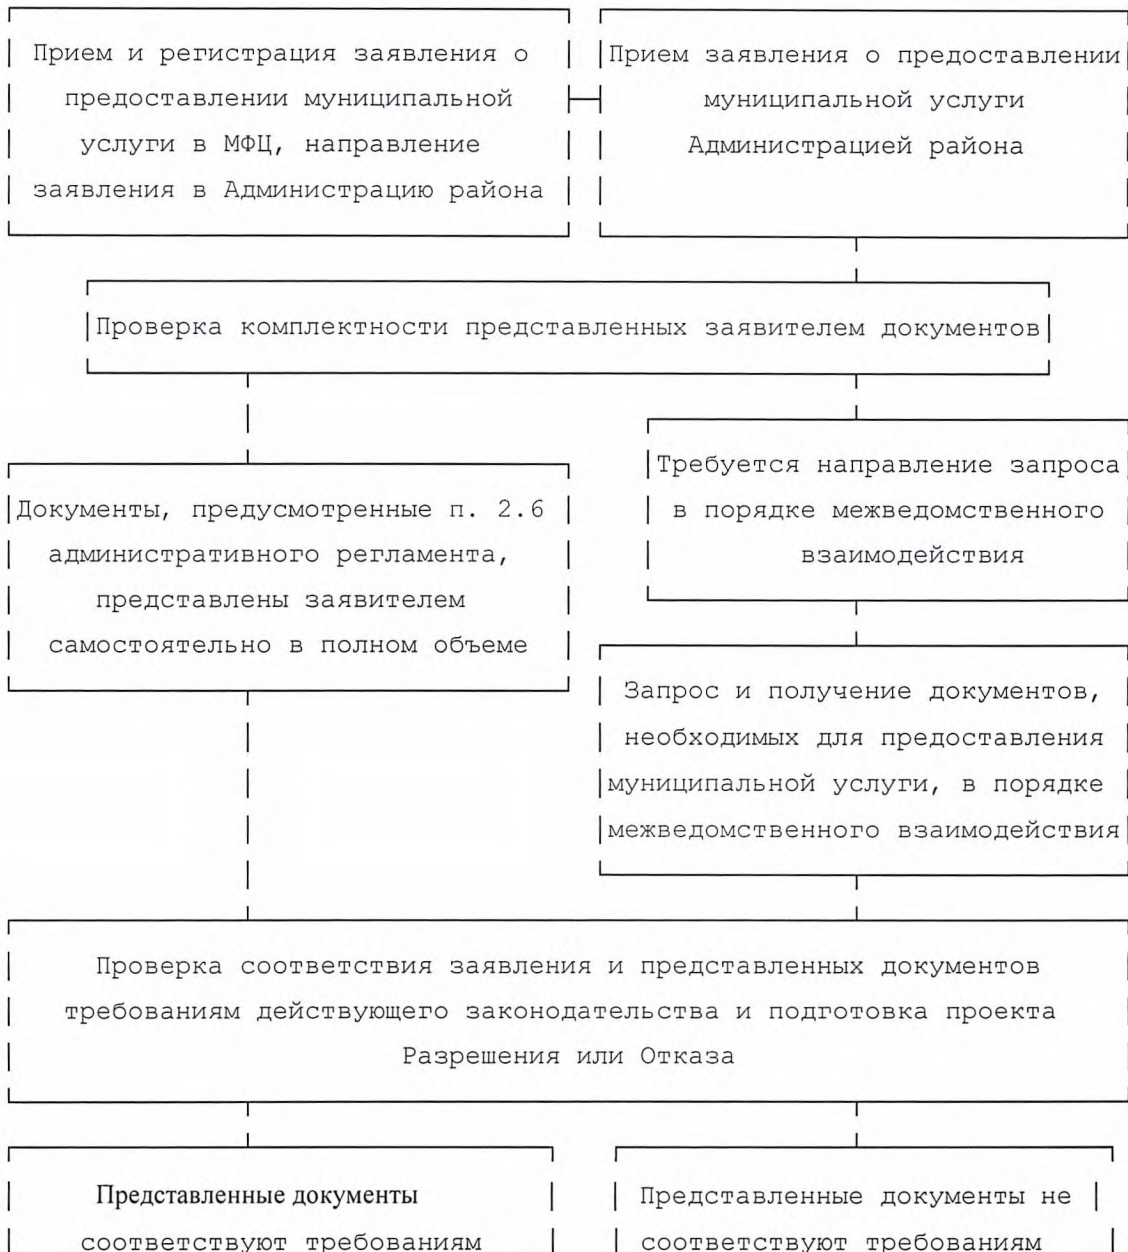 Прием и регистрация заявления о
предоставлении муниципальной
услуги в МФЦ, направление
заявления в Администрацию района
Прием заявления о предоставлении
муниципальной услуги
Администрацией района
Проверка комплектности представленных заявителем документов
Документы, предусмотренные п. 2.6
административного регламента,
представлены заявителем
самостоятельно в полном объеме
Требуется направление запроса
в порядке межведомственного
взаимодействия
Запрос и получение документов,
необходимых для предоставления
муниципальной услуги, в порядке
межведомственного взаимодействия
Проверка соответствия заявления и представленных документов
требованиям действующего законодательства и подготовка проекта
Разрешения или Отказа
Представленные документы
соответствуют требованиям
Представленные документы не
соответствуют требованиям